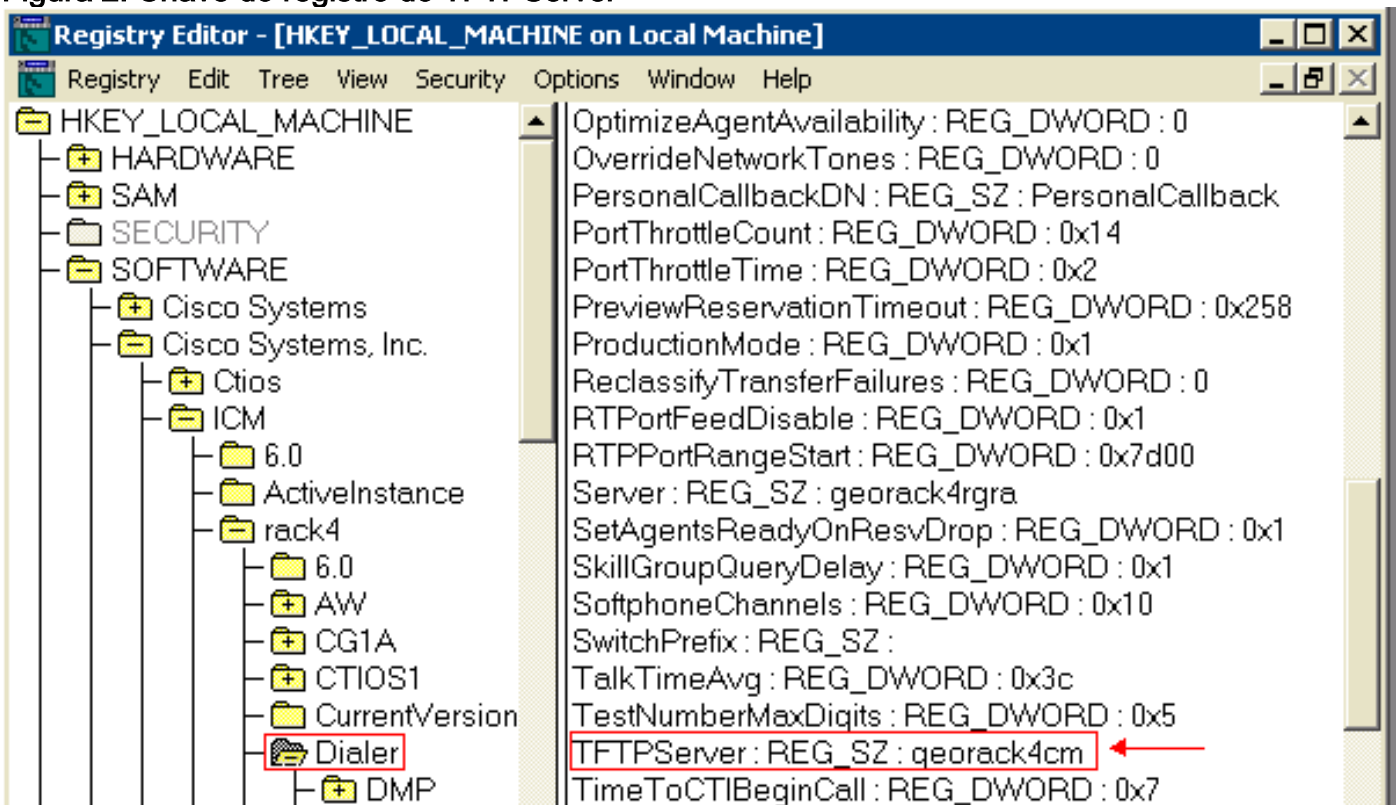 Registry Editor - [HKEY_LOCAL_MACHINE on Local Machine]
Registry Edit Tree View Security Options Window Help
HKEY_LOCAL_MACHINE
HARDWARE
SAM
SECURITY
SOFTWARE
Cisco Systems
Cisco Systems, Inc.
Ctios
ICM
6.0
ActiveInstance
rack4
6.0
AW
CG1A
CTIOS1
CurrentVersion
Dialer
DMP
OptimizeAgentAvailability : REG_DWORD : 0
OverrideNetworkTones : REG_DWORD : 0
PersonalCallbackDN : REG_SZ : PersonalCallback
PortThrottleCount : REG_DWORD : 0x14
PortThrottleTime : REG_DWORD : 0x2
PreviewReservationTimeout : REG_DWORD : 0x258
ProductionMode : REG_DWORD : 0x1
ReclassifyTransferFailures : REG_DWORD : 0
RTPortFeedDisable : REG_DWORD : 0x1
RTPPortRangeStart : REG_DWORD : 0x7d00
Server : REG_SZ : georack4rgra
SetAgentsReadyOnResvDrop : REG_DWORD : 0x1
SkillGroupQueryDelay : REG_DWORD : 0x1
SoftphoneChannels : REG_DWORD : 0x10
SwitchPrefix : REG_SZ :
TalkTimeAvg : REG_DWORD : 0x3c
TestNumberMaxDigits : REG_DWORD : 0x5
TFTPServer : REG_SZ : georack4cm
TimeToCTIBeginCall : REG_DWORD : 0x7